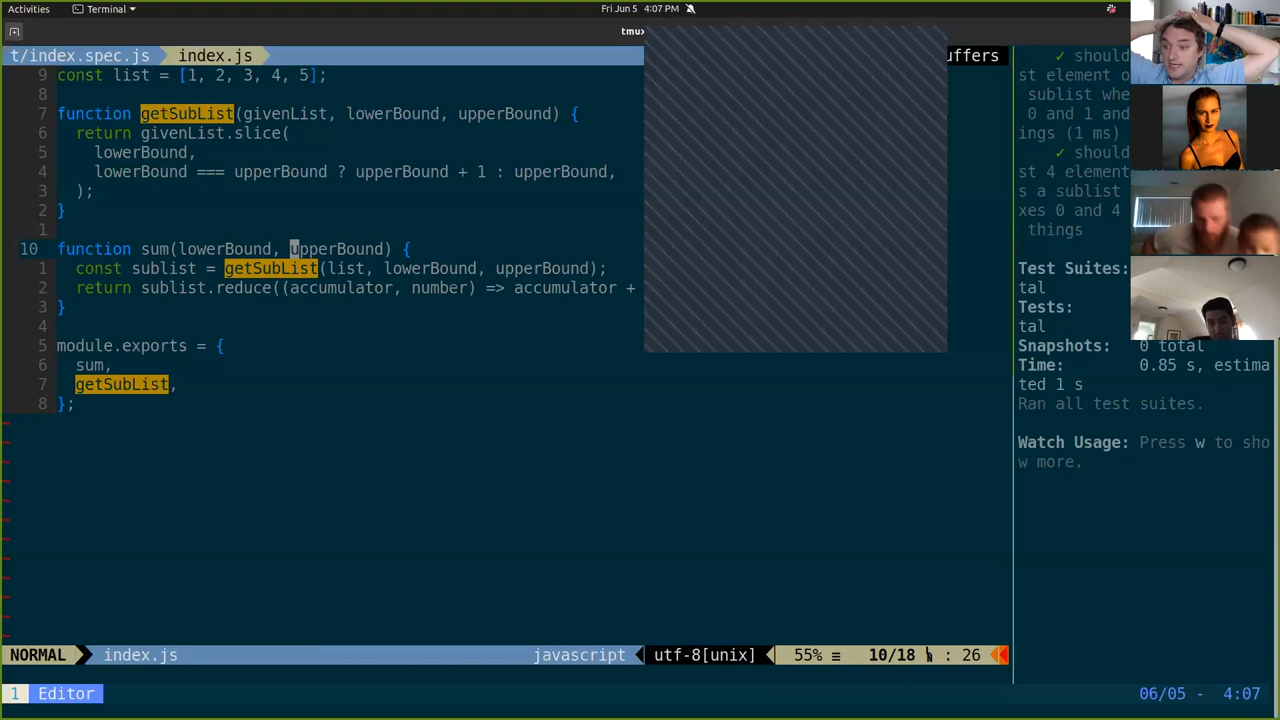 Activities
Terminal
Fri Jun 5 4:07 PM
tmux
t/index.spec.js
index.js
uffers
9 const list = [1, 2, 3, 4, 5];
8
7 function getSubList(givenList, lowerBound, upperBound) {
6 return givenList.slice(
5 lowerBound,
4 lowerBound === upperBound ? upperBound + 1 : upperBound,
3 );
2 }
1
10 function sum(lowerBound, upperBound) {
1 const sublist = getSubList(list, lowerBound, upperBound);
2 return sublist.reduce((accumulator, number) => accumulator +
3 }
4
5 module.exports = {
6 sum,
7 getSubList,
8 };
✓ should
st element o
sublist whe
0 and 1 and
ings (1 ms)
✓ should
st 4 element
s a sublist
xes 0 and 4
things
Test Suites:
tal
Tests:
tal
Snapshots: 0 total
Time: 0.85 s, estima
ted 1 s
Ran all test suites.
Watch Usage: Press w to sho
w more.
NORMAL index.js javascript utf-8[unix] 55% ≡ 10/18 : 26
1 Editor 06/05 - 4:07